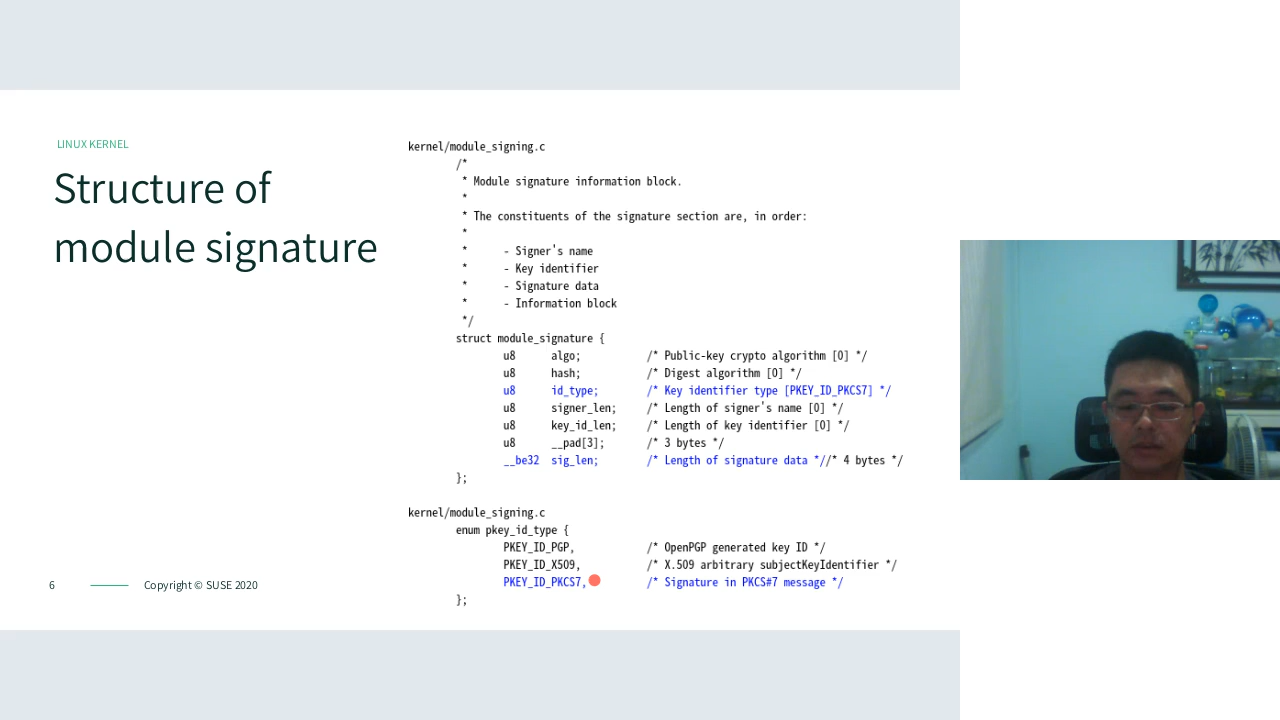 LINUX KERNEL
Structure of
module signature
kernel/module_signing.c
/*
* Module signature information block.
*
* The constituents of the signature section are, in order:
*
* - Signer's name
* - Key identifier
* - Signature data
* - Information block
*/
struct module_signature {
u8 algo; /* Public-key crypto algorithm [0] */
u8 hash; /* Digest algorithm [0] */
u8 id_type; /* Key identifier type [PKEY_ID_PKCS7] */
u8 signer_len; /* Length of signer's name [0] */
u8 key_id_len; /* Length of key identifier [0] */
u8 __pad[3]; /* 3 bytes */
__be32 sig_len; /* Length of signature data *//* 4 bytes */
};
kernel/module_signing.c
enum pkey_id_type {
PKEY_ID_PGP, /* OpenPGP generated key ID */
PKEY_ID_X509, /* X.509 arbitrary subjectKeyIdentifier */
PKEY_ID_PKCS7, /* Signature in PKCS#7 message */
};
6 Copyright © SUSE 2020